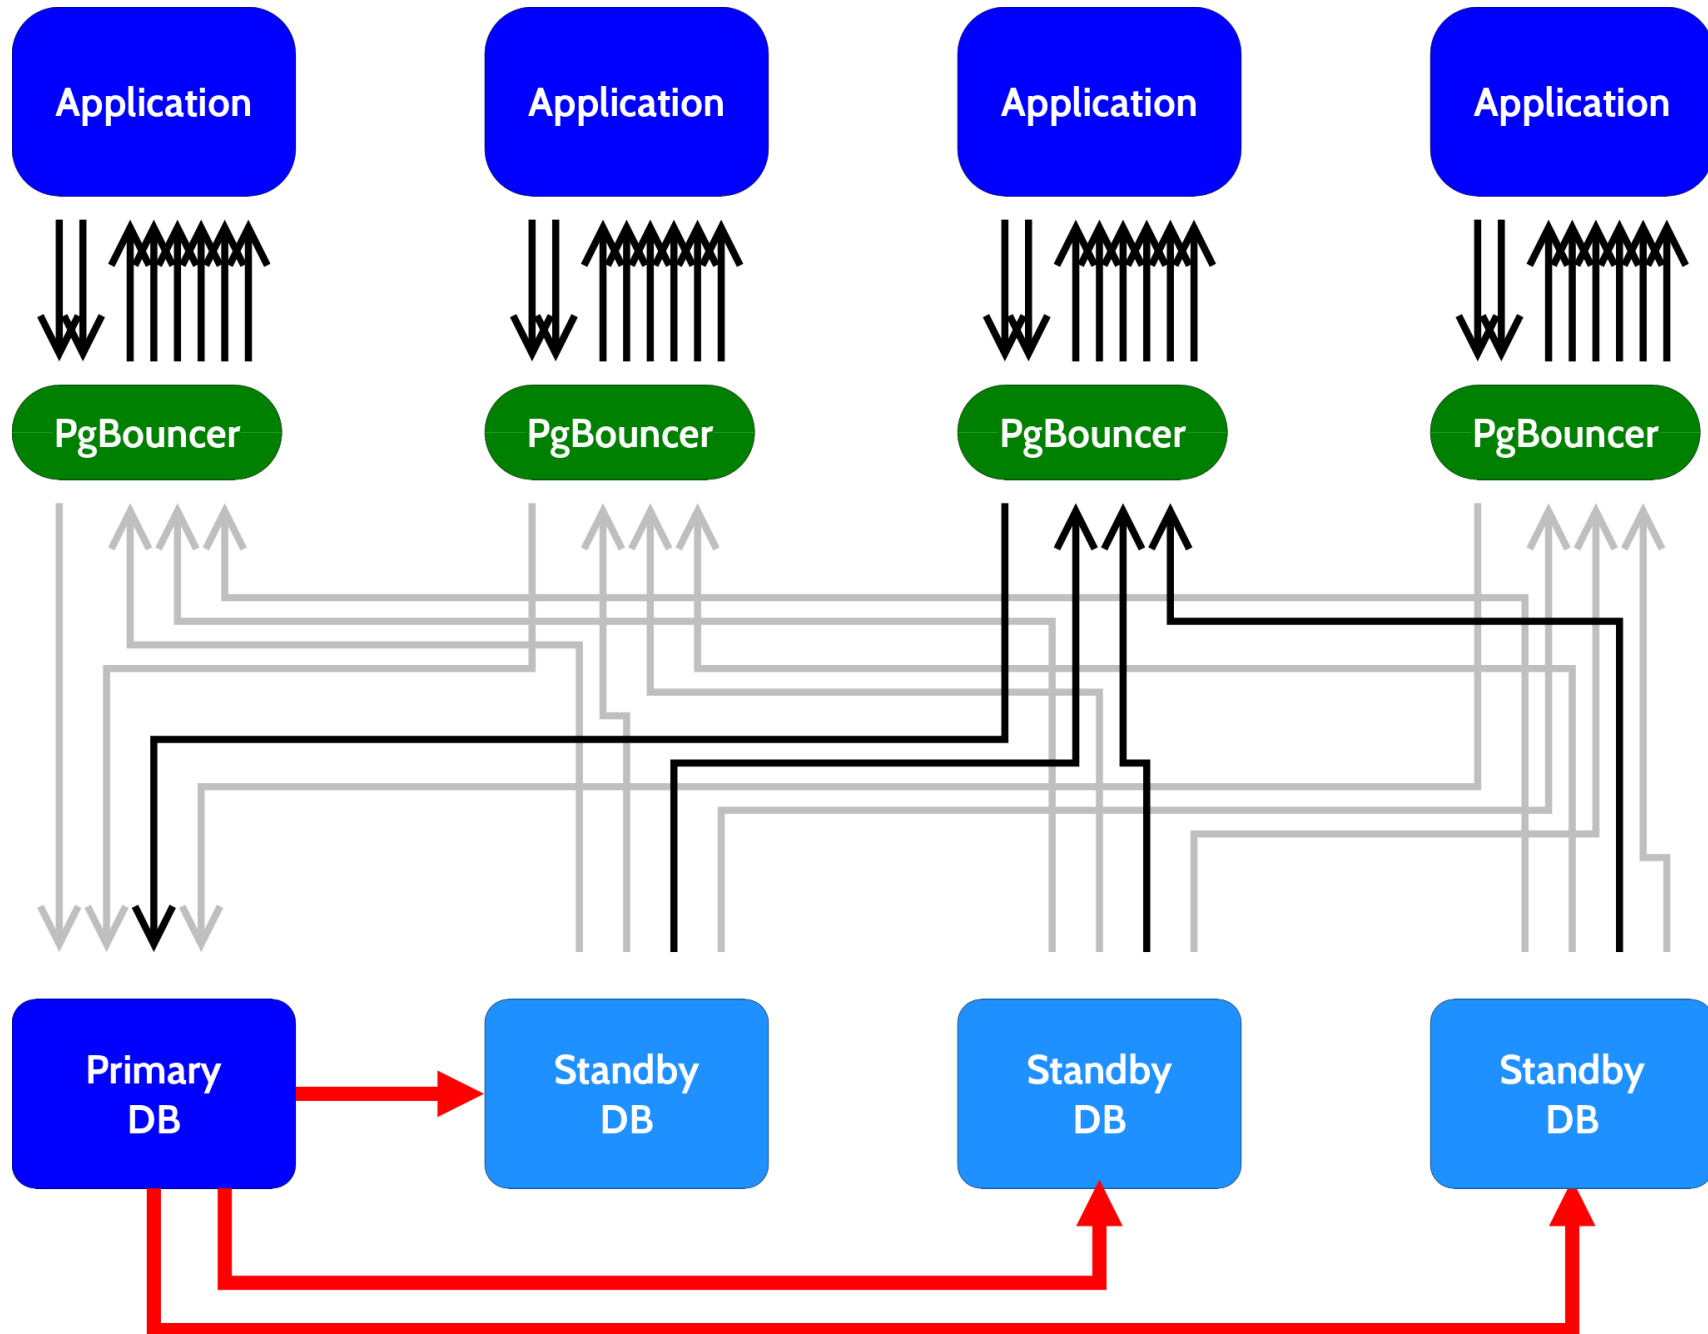 Application
Application
Application
Application
PgBouncer
PgBouncer
PgBouncer
PgBouncer
Primary
DB
Standby
DB
Standby
DB
Standby
DB